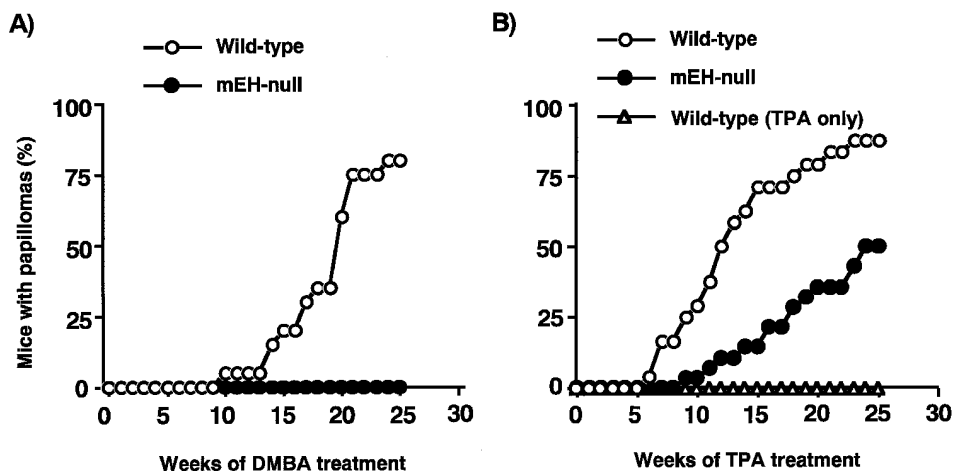 A)
Wild-type
mEH-null
Mice with papillomas (%)
100
75
50
25
0
0 5 10 15 20 25 30
Weeks of DMBA treatment
B)
Wild-type
mEH-null
Wild-type (TPA only)
100
75
50
25
0
0 5 10 15 20 25 30
Weeks of TPA treatment